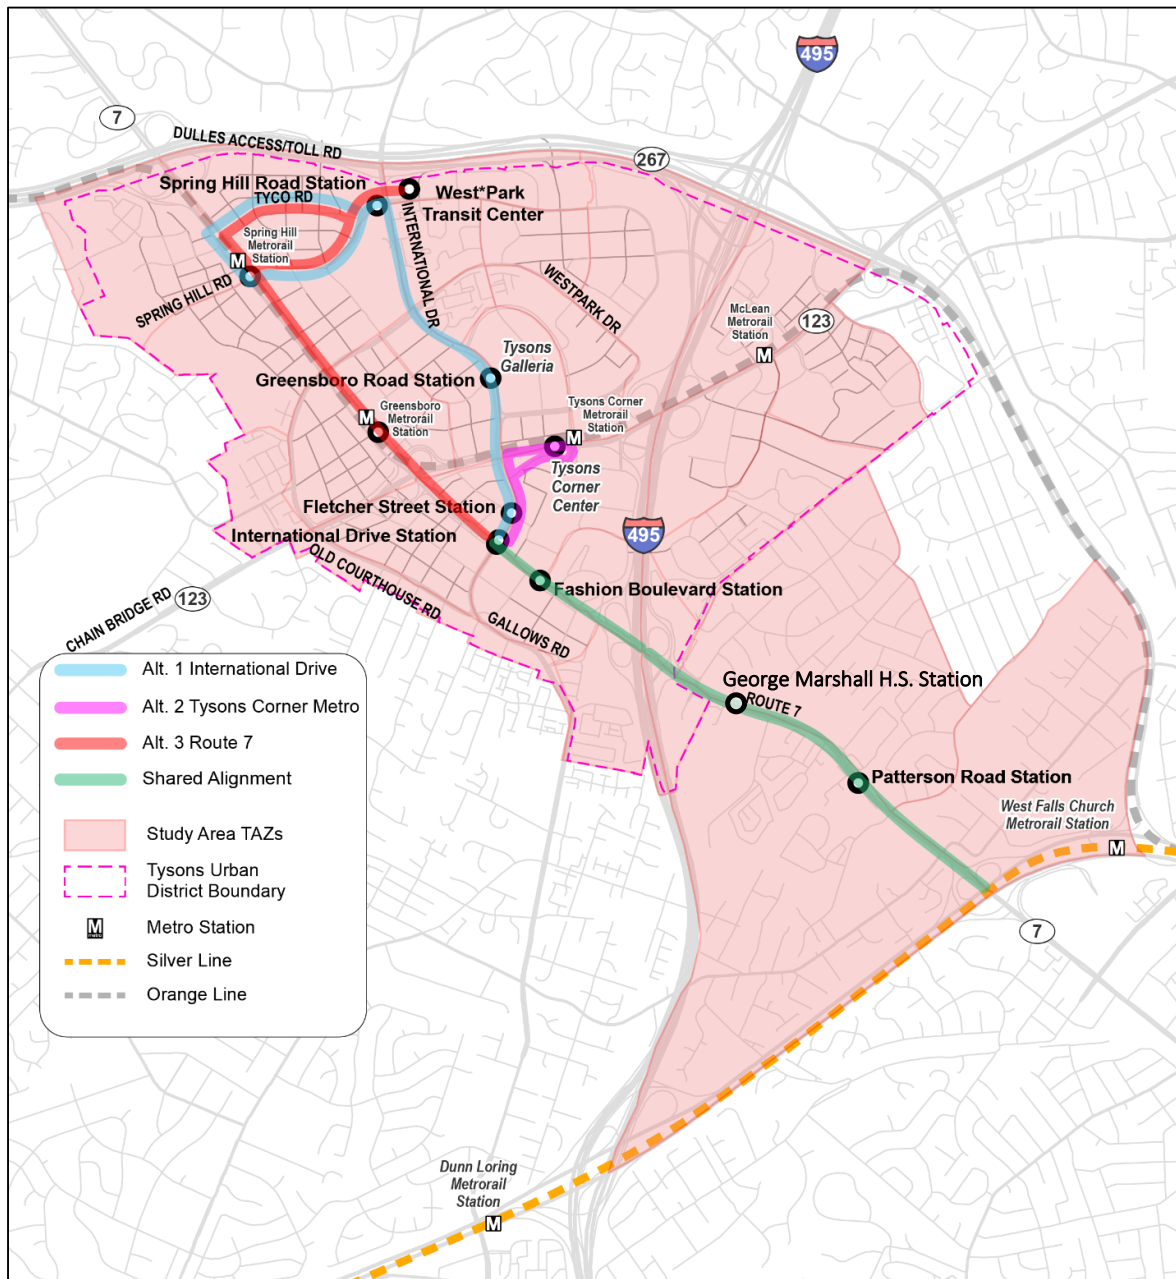 495
7
DULLES ACCESS/TOLL RD
267
Spring Hill Road Station
TYCO RD
West*Park
Transit Center
INTERNATIONAL DR
Spring Hill
Metrorail
Station
M
SPRING HILL RD
WESTPARK DR
McLean
Metrorail
Station
M
123
Tysons
Galleria
Greensboro Road Station
Greensboro
Metrorail
Station
M
Tysons Corner
Metrorail
Station
M
Tysons
Corner
Center
Fletcher Street Station
International Drive Station
495
OLD COURTHOUSE RD
Fashion Boulevard Station
CHAIN BRIDGE RD
123
GALLOWS RD
George Marshall H.S. Station
ROUTE 7
Patterson Road Station
West Falls Church
Metrorail Station
M
7
Dunn Loring
Metrorail
Station
M
Alt. 1 International Drive
Alt. 2 Tysons Corner Metro
Alt. 3 Route 7
Shared Alignment
Study Area TAZs
Tysons Urban
District Boundary
M
metro
Metro Station
Silver Line
Orange Line